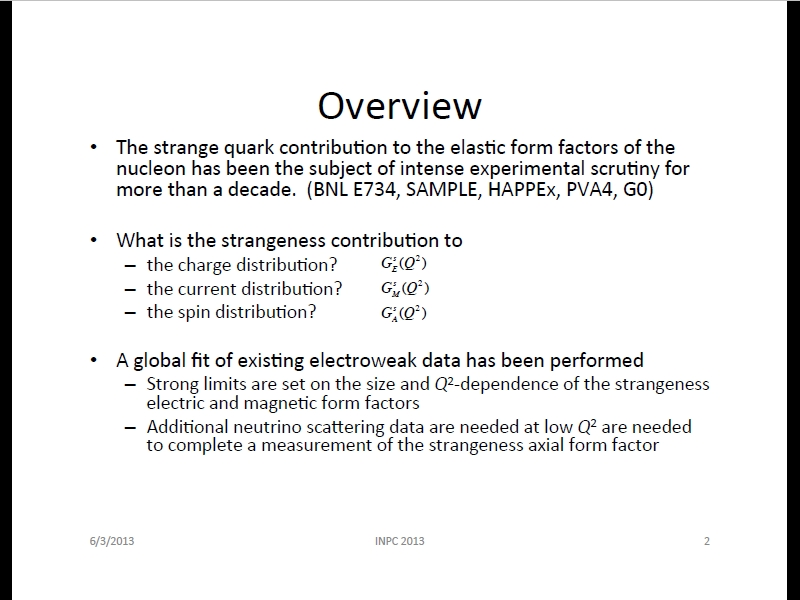 Overview
• The strange quark contribution to the elastic form factors of the
nucleon has been the subject of intense experimental scrutiny for
more than a decade. (BNL E734, SAMPLE, HAPPEx, PVA4, G0)
• What is the strangeness contribution to
– the charge distribution? G_E^s(Q²)
– the current distribution? G_M^s(Q²)
– the spin distribution? G_A^s(Q²)
• A global fit of existing electroweak data has been performed
– Strong limits are set on the size and Q²-dependence of the strangeness
electric and magnetic form factors
– Additional neutrino scattering data are needed at low Q² are needed
to complete a measurement of the strangeness axial form factor
6/3/2013 INPC 2013 2